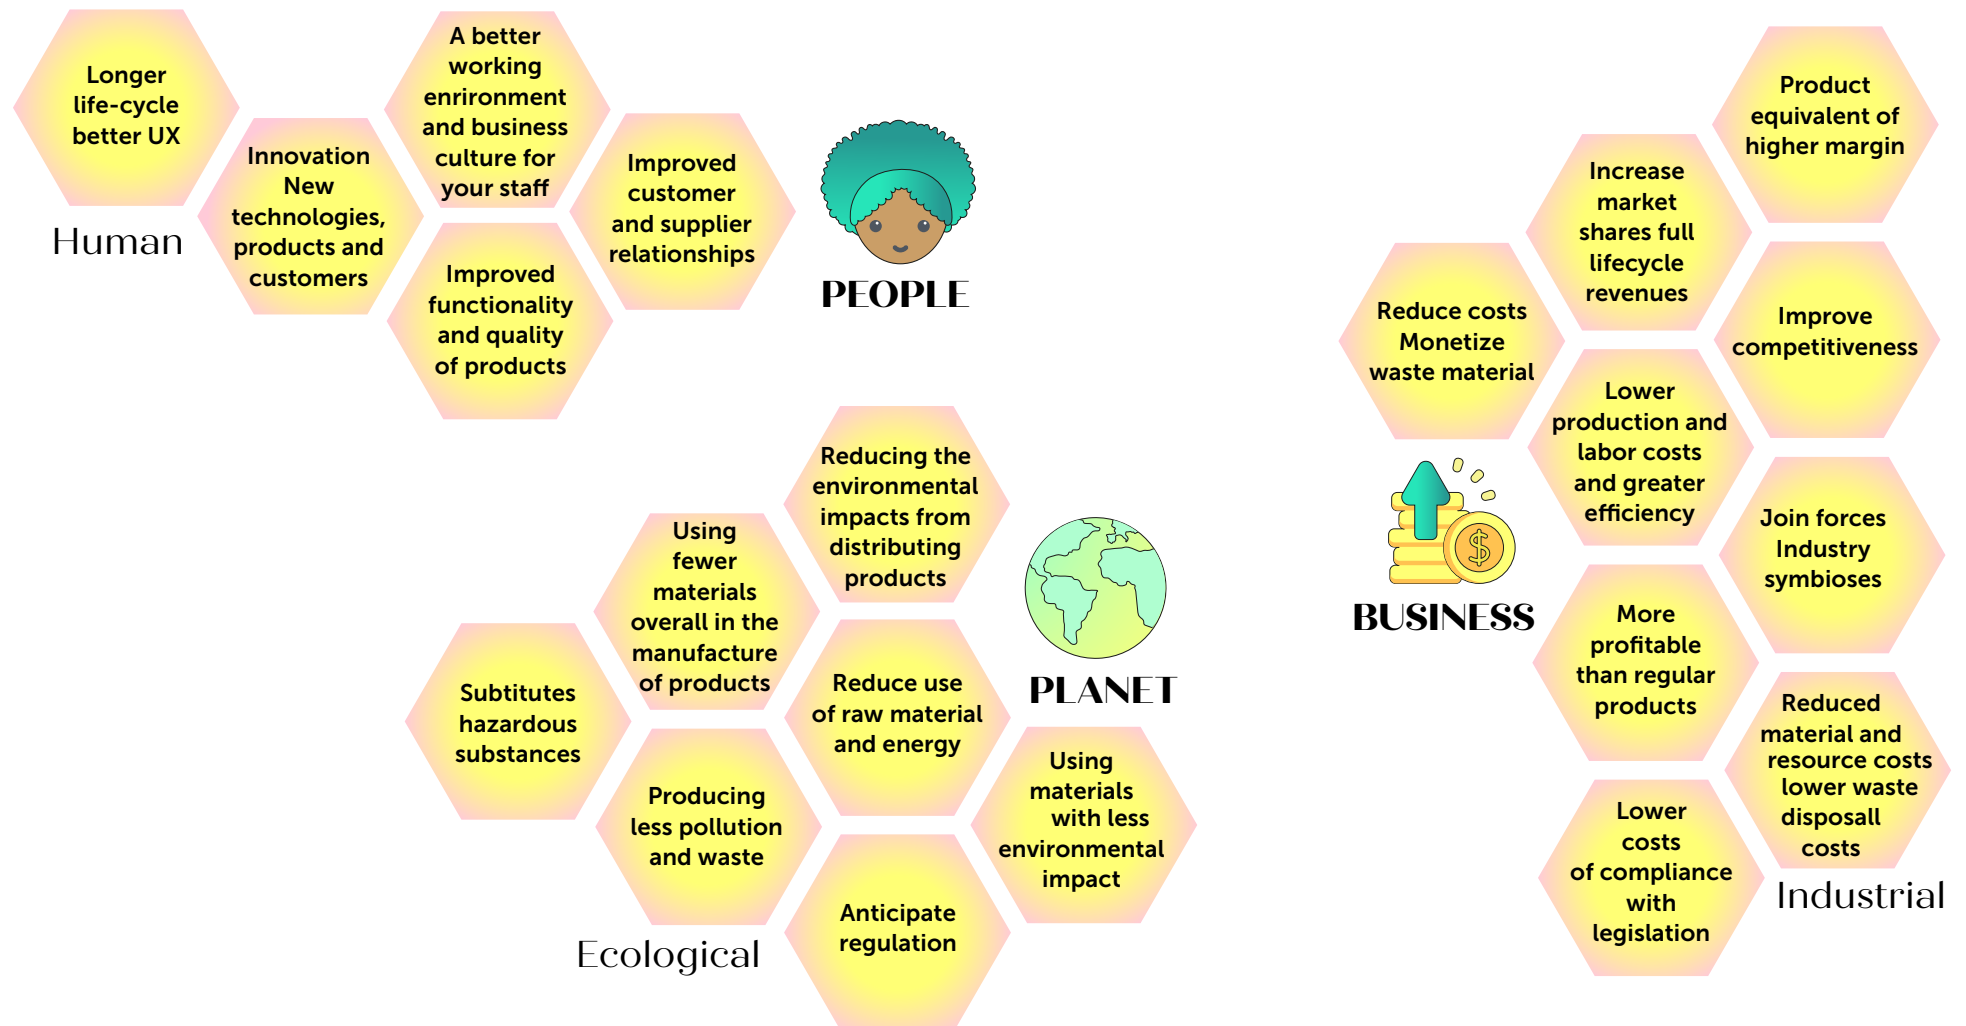 Longer
life-cycle
better UX
Human
Innovation
New
technologies,
products and
customers
A better
working
enrironment
and business
culture for
your staff
Improved
functionality
and quality
of products
Improved
customer
and supplier
relationships
PEOPLE
Reducing the
environmental
impacts from
distributing
products
Using
fewer
materials
overall in the
manufacture
of products
Subtitutes
hazardous
substances
Reduce use
of raw material
and energy
Producing
less pollution
and waste
Using
materials
with less
environmental
impact
Anticipate
regulation
PLANET
Ecological
Product
equivalent of
higher margin
Increase
market
shares full
lifecycle
revenues
Reduce costs
Monetize
waste material
Improve
competitiveness
Lower
production and
labor costs
and greater
efficiency
Join forces
Industry
symbioses
BUSINESS
More
profitable
than regular
products
Reduced
material and
resource costs
lower waste
disposall
costs
Lower
costs
of compliance
with
legislation
Industrial